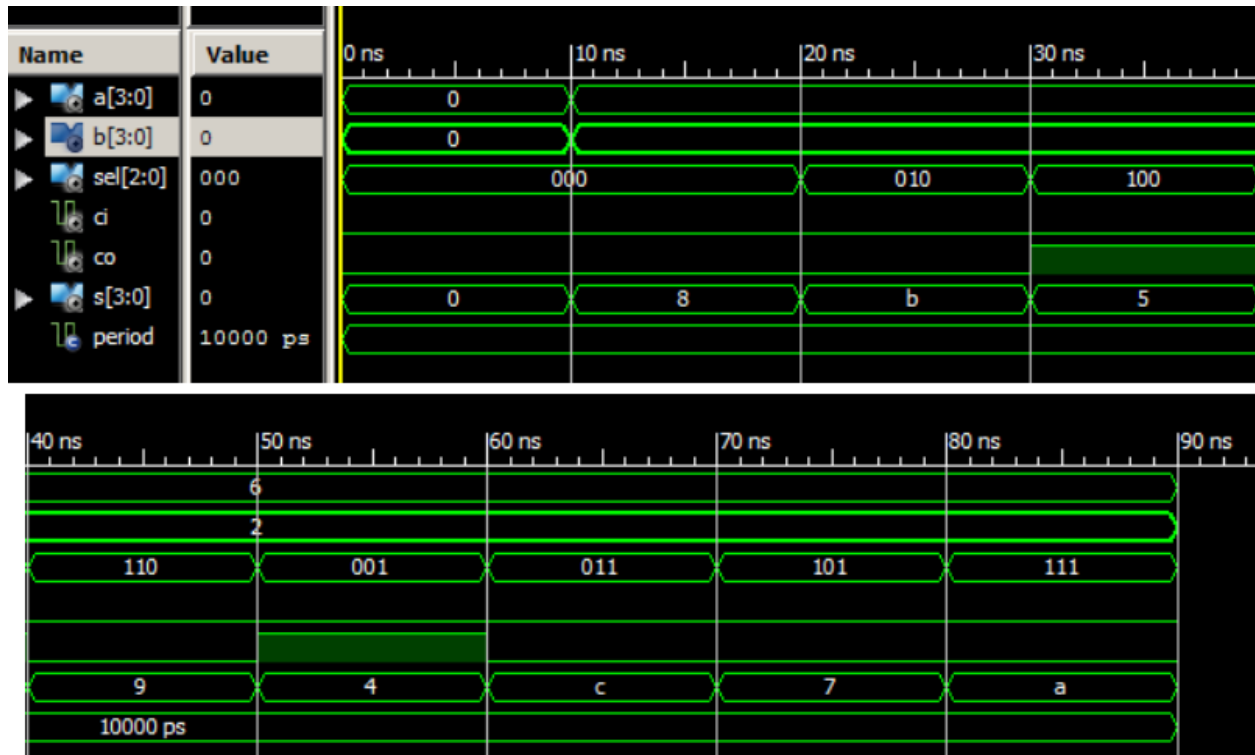 Name Value 0 ns 10 ns 20 ns 30 ns
a[3:0] 0 0
b[3:0] 0 0
sel[2:0] 000 000 010 100
ci 0
co 0
s[3:0] 0 0 8 b 5
period 10000 ps
40 ns 50 ns 60 ns 70 ns 80 ns 90 ns
6
2
110 001 011 101 111
9 4 c 7 a
10000 ps